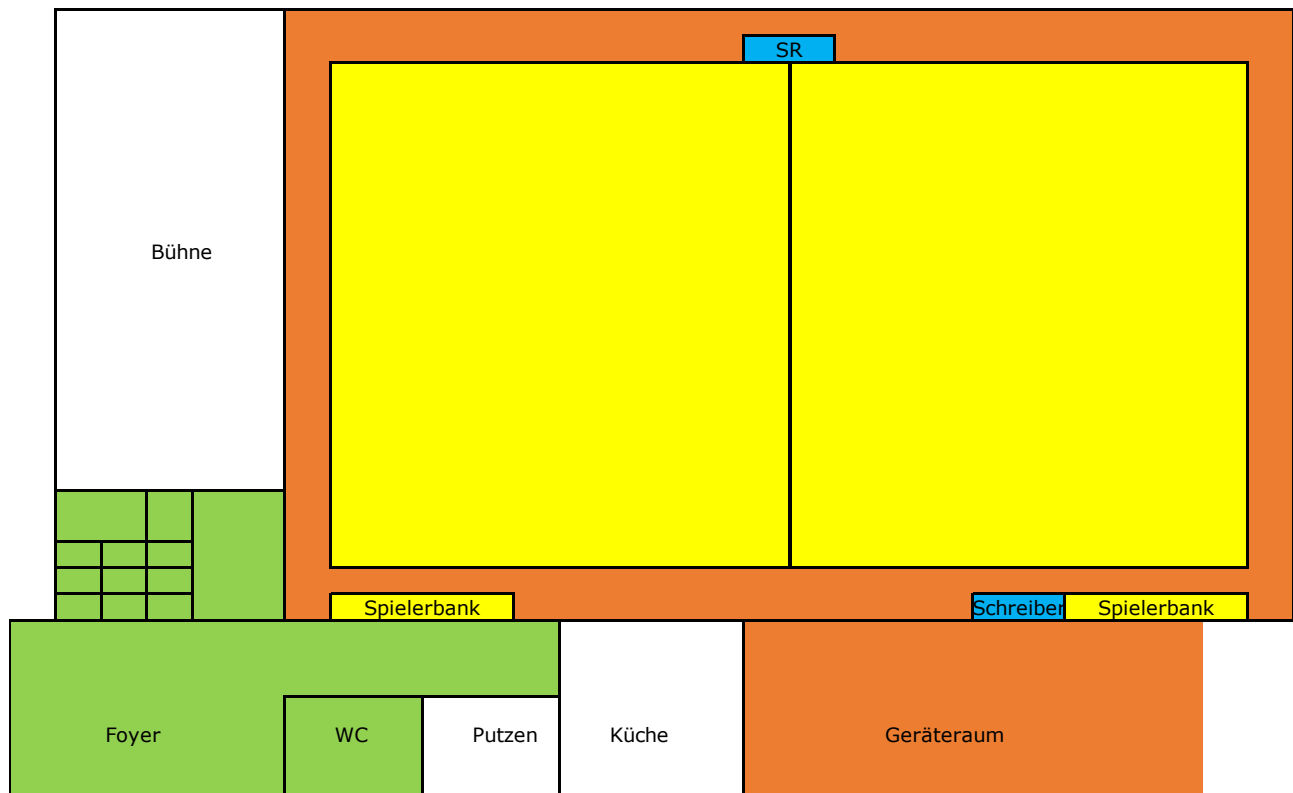 SR
Bühne
Spielerbank
Schreiber
Spielerbank
Foyer
WC
Putzen
Küche
Geräteraum